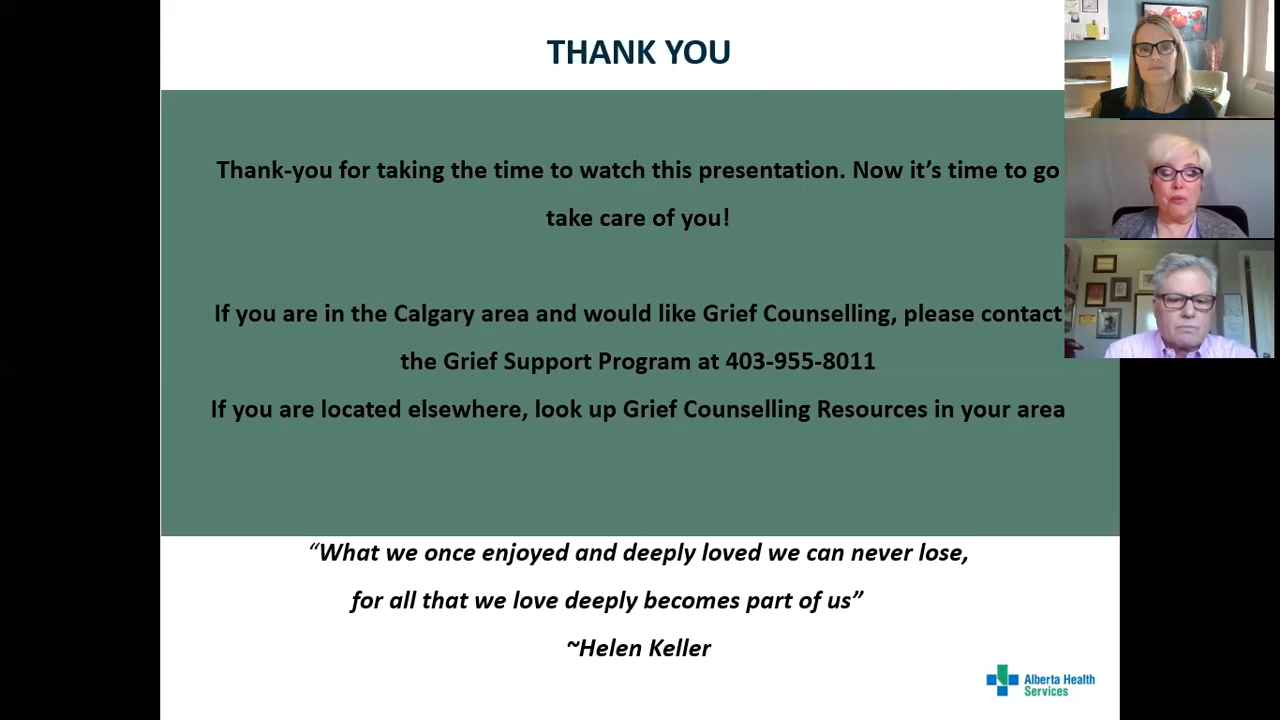 THANK YOU
Thank-you for taking the time to watch this presentation. Now it’s time to go
take care of you!
If you are in the Calgary area and would like Grief Counselling, please contact
the Grief Support Program at 403-955-8011
If you are located elsewhere, look up Grief Counselling Resources in your area
“What we once enjoyed and deeply loved we can never lose,
for all that we love deeply becomes part of us”
~Helen Keller
Alberta Health
Services